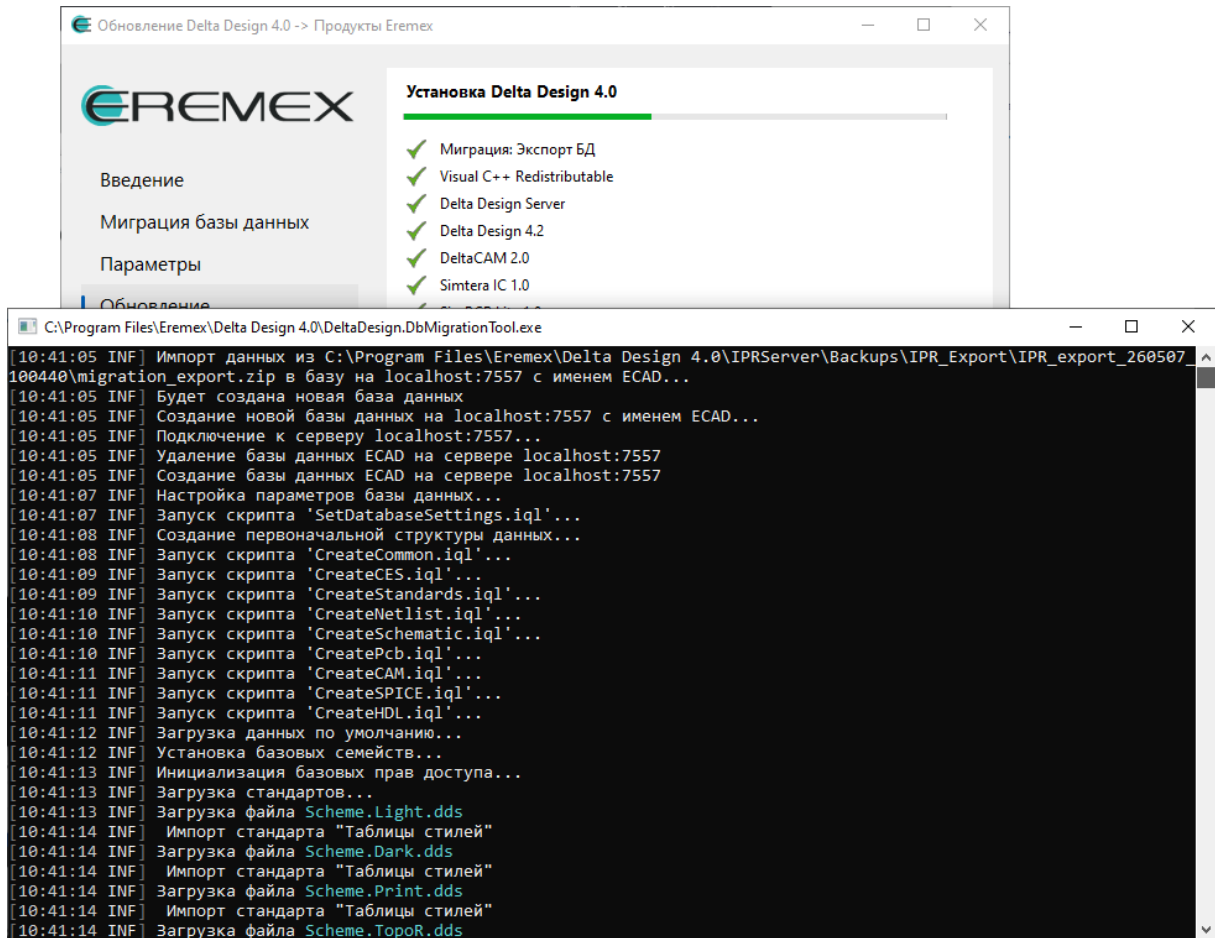 Обновление Delta Design 4.0 -> Продукты Eremex
EREMEX
Введение
Миграция базы данных
Параметры
Обновление
Установка Delta Design 4.0
Миграция: Экспорт БД
Visual C++ Redistributable
Delta Design Server
Delta Design 4.2
DeltaCAM 2.0
Simtera IC 1.0
C:\Program Files\Eremex\Delta Design 4.0\DeltaDesign.DbMigrationTool.exe
[10:41:05 INF] Импорт данных из C:\Program Files\Eremex\Delta Design 4.0\IPRServer\Backups\IPR_Export\IPR_export_260507_
100440\migration_export.zip в базу на localhost:7557 с именем ECAD...
[10:41:05 INF] Будет создана новая база данных
[10:41:05 INF] Создание новой базы данных на localhost:7557 с именем ECAD...
[10:41:05 INF] Подключение к серверу localhost:7557...
[10:41:05 INF] Удаление базы данных ECAD на сервере localhost:7557
[10:41:05 INF] Создание базы данных ECAD на сервере localhost:7557
[10:41:07 INF] Настройка параметров базы данных...
[10:41:07 INF] Запуск скрипта 'SetDatabaseSettings.iql'...
[10:41:08 INF] Создание первоначальной структуры данных...
[10:41:08 INF] Запуск скрипта 'CreateCommon.iql'...
[10:41:09 INF] Запуск скрипта 'CreateCES.iql'...
[10:41:09 INF] Запуск скрипта 'CreateStandards.iql'...
[10:41:10 INF] Запуск скрипта 'CreateNetlist.iql'...
[10:41:10 INF] Запуск скрипта 'CreateSchematic.iql'...
[10:41:10 INF] Запуск скрипта 'CreatePcb.iql'...
[10:41:11 INF] Запуск скрипта 'CreateCAM.iql'...
[10:41:11 INF] Запуск скрипта 'CreateSPICE.iql'...
[10:41:11 INF] Запуск скрипта 'CreateHDL.iql'...
[10:41:12 INF] Загрузка данных по умолчанию...
[10:41:12 INF] Установка базовых семейств...
[10:41:13 INF] Инициализация базовых прав доступа...
[10:41:13 INF] Загрузка стандартов...
[10:41:13 INF] Загрузка файла Scheme.Light.dds
[10:41:14 INF]  Импорт стандарта "Таблицы стилей"
[10:41:14 INF] Загрузка файла Scheme.Dark.dds
[10:41:14 INF]  Импорт стандарта "Таблицы стилей"
[10:41:14 INF] Загрузка файла Scheme.Print.dds
[10:41:14 INF]  Импорт стандарта "Таблицы стилей"
[10:41:14 INF] Загрузка файла Scheme.TopoR.dds